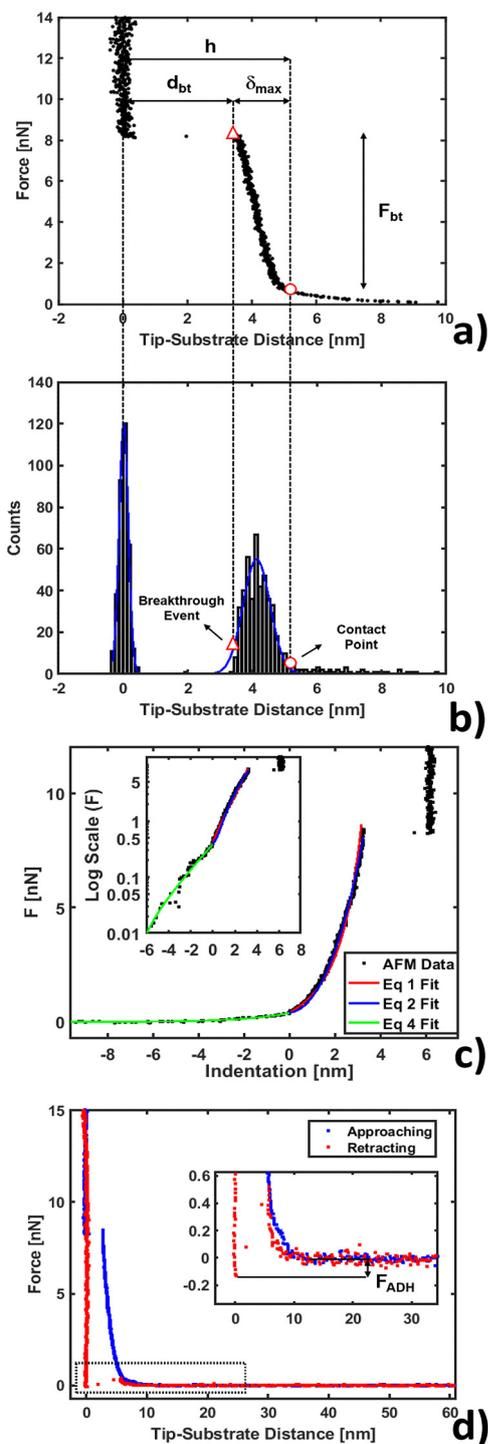 14
12
10
8
6
4
2
0
Force [nN]
h
d_bt
δ_max
F_bt
-2 0 2 4 6 8 10
Tip-Substrate Distance [nm]
a)
140
120
100
80
60
40
20
0
Counts
Breakthrough
Event
Contact
Point
-2 0 2 4 6 8 10
Tip-Substrate Distance [nm]
b)
10
5
0
F [nN]
5
1
0.5
0.1
0.05
0.01
Log Scale (F)
-6 -4 -2 0 2 4 6 8
AFM Data
Eq 1 Fit
Eq 2 Fit
Eq 4 Fit
-8 -6 -4 -2 0 2 4 6
Indentation [nm]
c)
15
10
5
0
Force [nN]
Approaching
Retracting
0.6
0.4
0.2
0
-0.2
F_ADH
0 10 20 30
0 10 20 30 40 50 60
Tip-Substrate Distance [nm]
d)